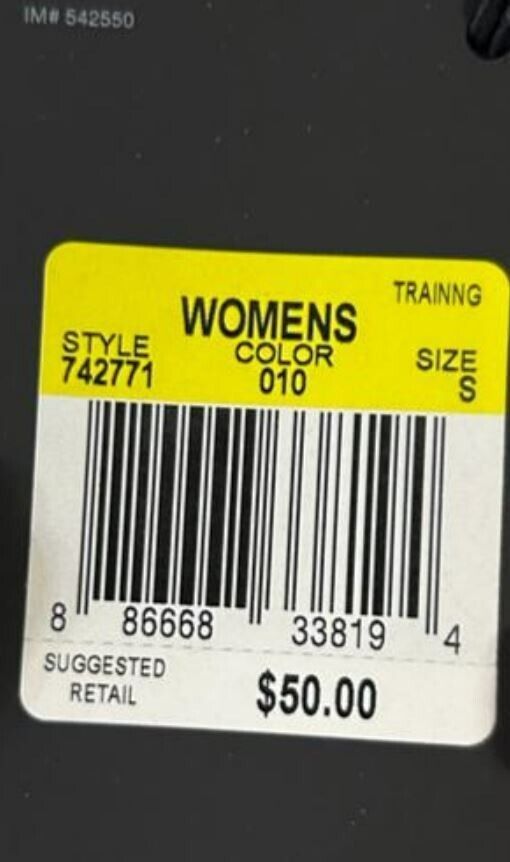 IM# 542550
TRAINNG
WOMENS
STYLE COLOR SIZE
742771 010 S
8 86668 33819 4
SUGGESTED
RETAIL $50.00